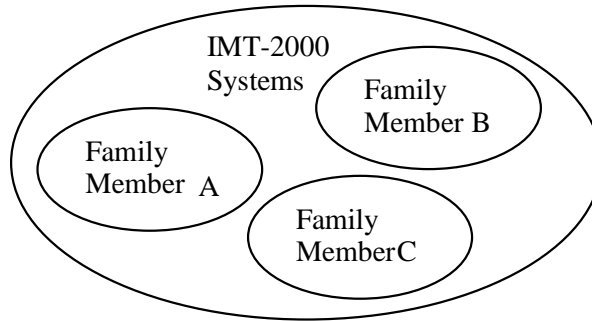 IMT-2000
Systems
Family
Member B
Family
Member A
Family
MemberC